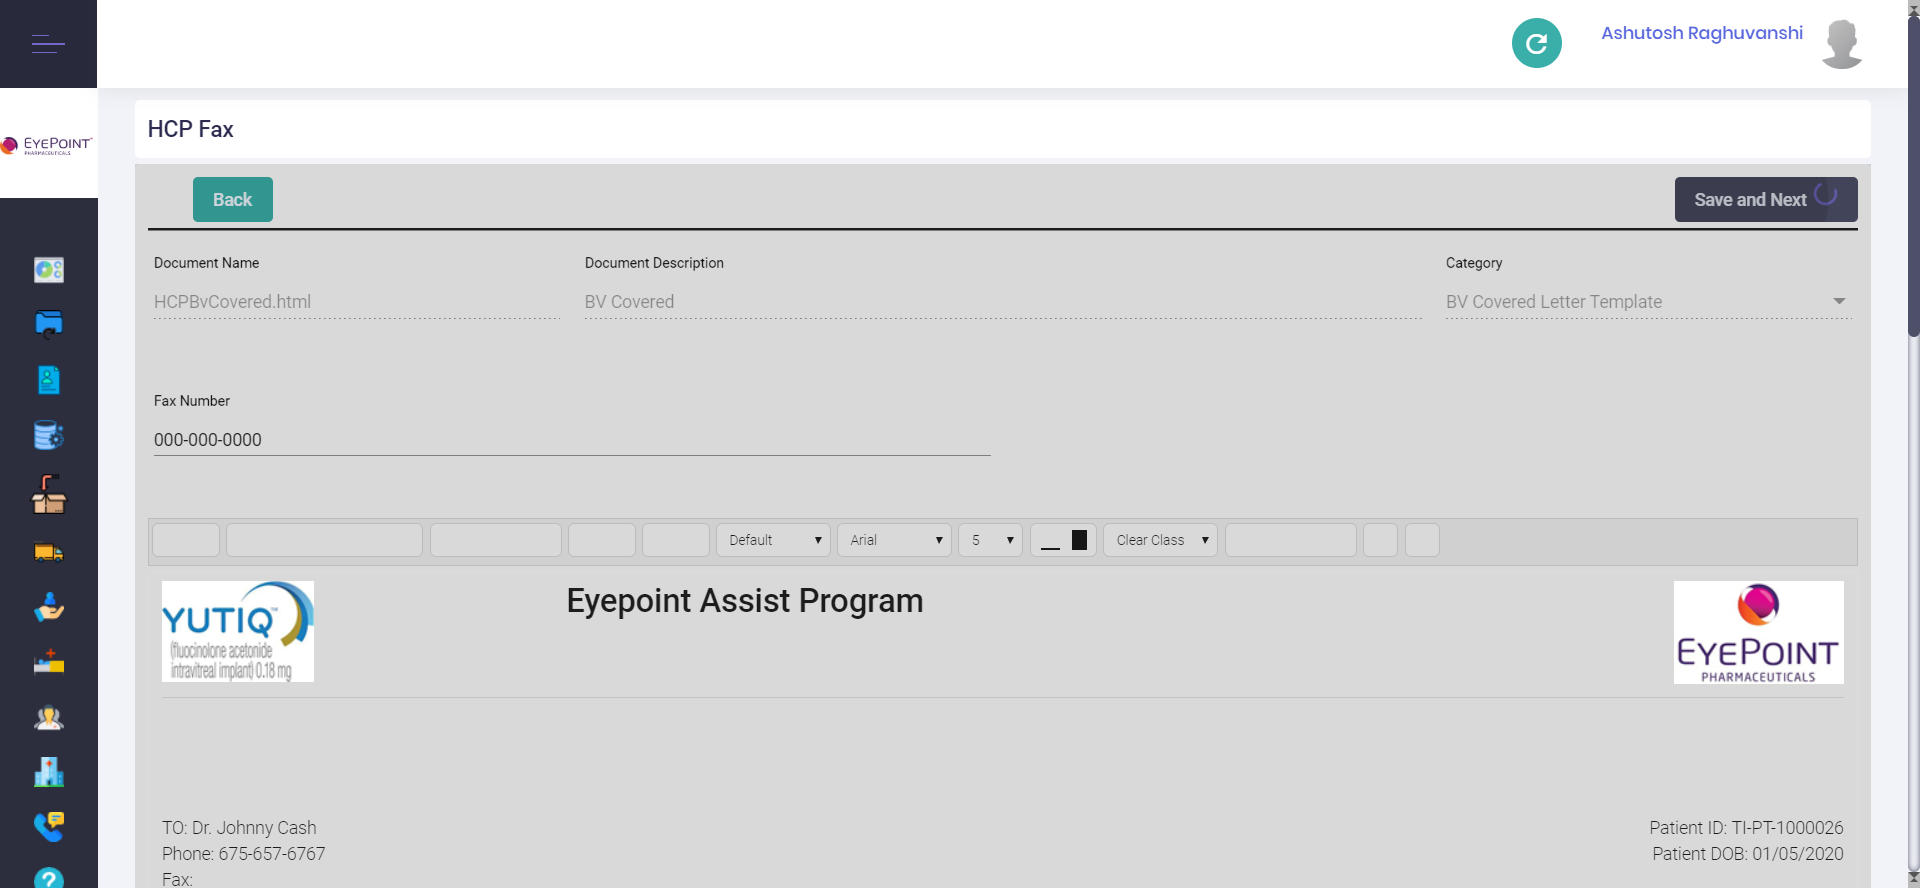 Ashutosh Raghuvanshi
EYEPOINT
PHARMACEUTICALS
HCP Fax
Back
Save and Next
Document Name
Document Description
Category
HCPBvCovered.html
BV Covered
BV Covered Letter Template
Fax Number
000-000-0000
Default
Arial
5
Clear Class
YUTIQ™
(fluocinolone acetonide
intravitreal implant) 0.18 mg
Eyepoint Assist Program
EYEPOINT
PHARMACEUTICALS
TO: Dr. Johnny Cash
Patient ID: TI-PT-1000026
Phone: 675-657-6767
Patient DOB: 01/05/2020
Fax: